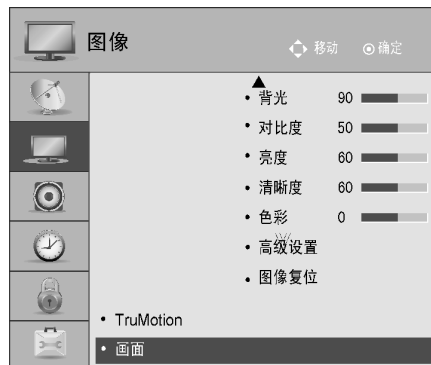 图像
移动 ⊙确定
▲
• 背光 90
• 对比度 50
• 亮度 60
• 清晰度 60
• 色彩 0
• 高级设置
• 图像复位
• TruMotion
• 画面